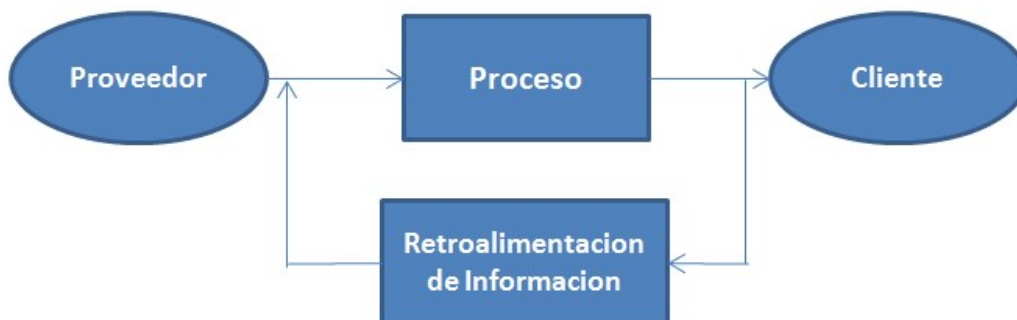 Proveedor
Proceso
Cliente
Retroalimentacion
de Informacion